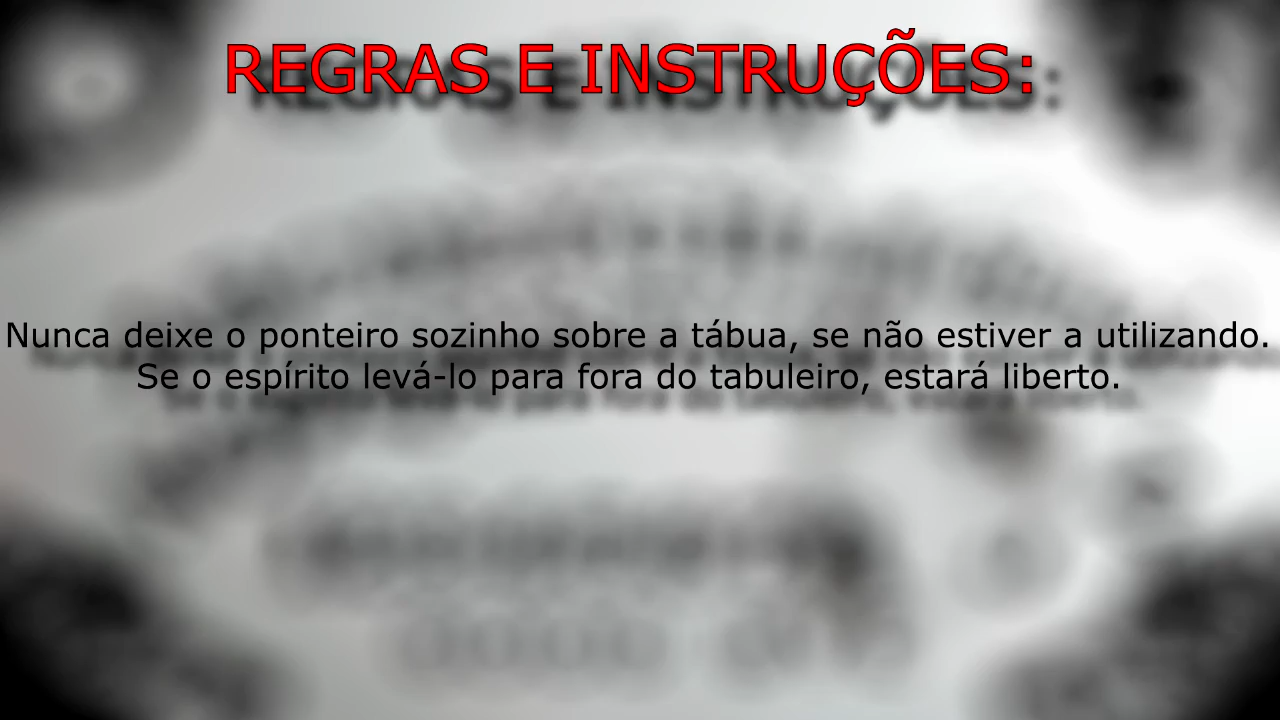 REGRAS E INSTRUÇÕES:
Nunca deixe o ponteiro sozinho sobre a tábua, se não estiver a utilizando.
Se o espírito levá-lo para fora do tabuleiro, estará liberto.